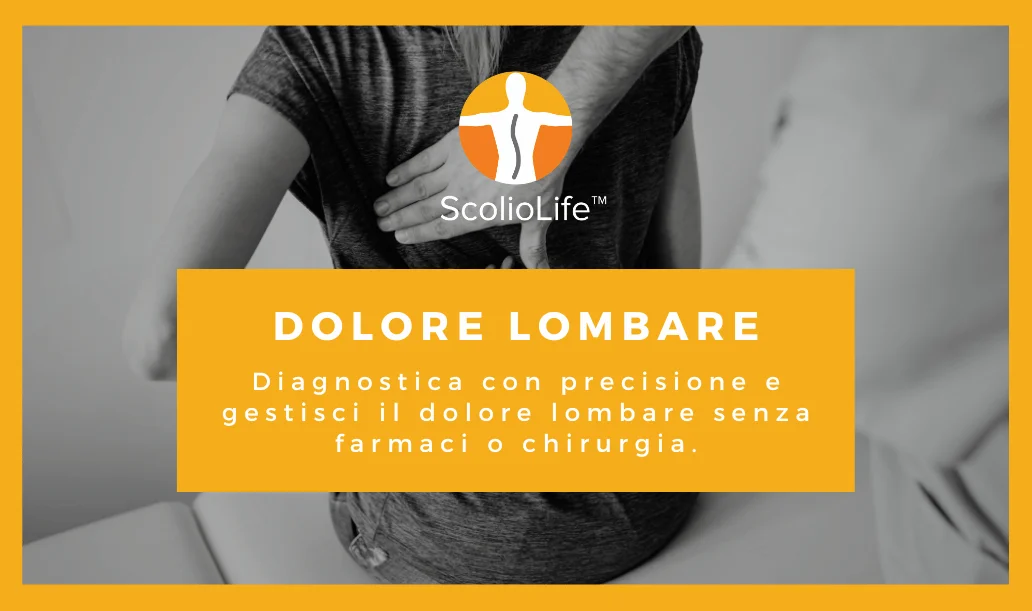 ScolioLife™
DOLORE LOMBARE
Diagnostica con precisione e
gestisci il dolore lombare senza
farmaci o chirurgia.